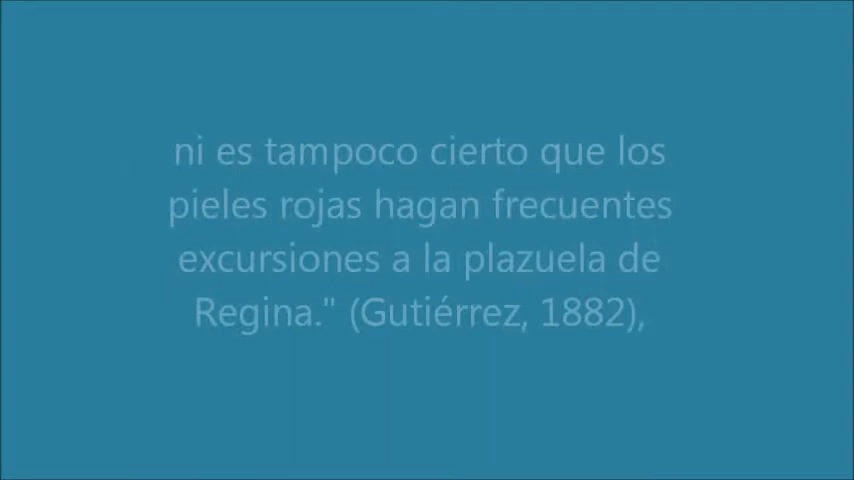 ni es tampoco cierto que los
pieles rojas hagan frecuentes
excursiones a la plazuela de
Regina." (Gutiérrez, 1882),